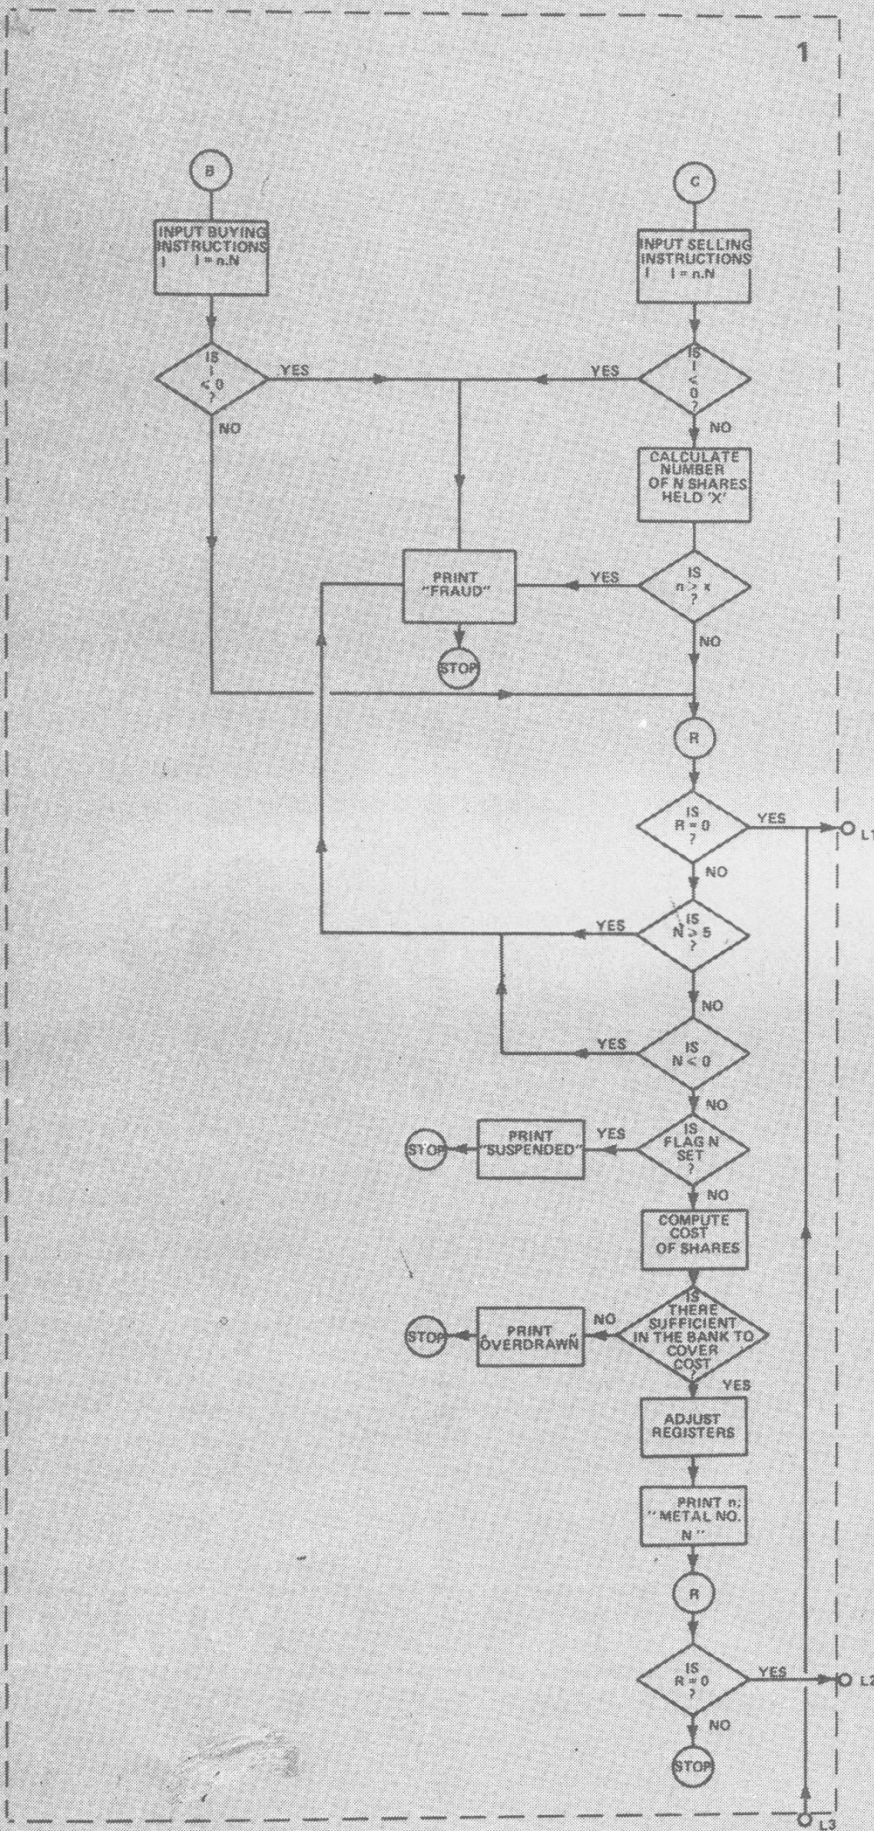 1
B
C
INPUT BUYING
INSTRUCTIONS
I I = n.N
INPUT SELLING
INSTRUCTIONS
I I = n.N
IS
I
< 0
?
YES
NO
YES
IS
I
<
0
?
NO
CALCULATE
NUMBER
OF N SHARES
HELD 'X'
PRINT
"FRAUD"
YES
IS
n > x
?
STOP
NO
R
IS
R = 0
?
YES
L1
NO
YES
IS
N > 5
?
NO
YES
IS
N < 0
NO
STOP
PRINT
"SUSPENDED"
YES
IS
FLAG N
SET
?
NO
COMPUTE
COST
OF SHARES
STOP
PRINT
"OVERDRAWN"
NO
IS
THERE
SUFFICIENT
IN THE BANK TO
COVER
COST
?
YES
ADJUST
REGISTERS
PRINT n;
"METAL NO.
N"
R
IS
R = 0
?
YES
L2
NO
STOP
L3